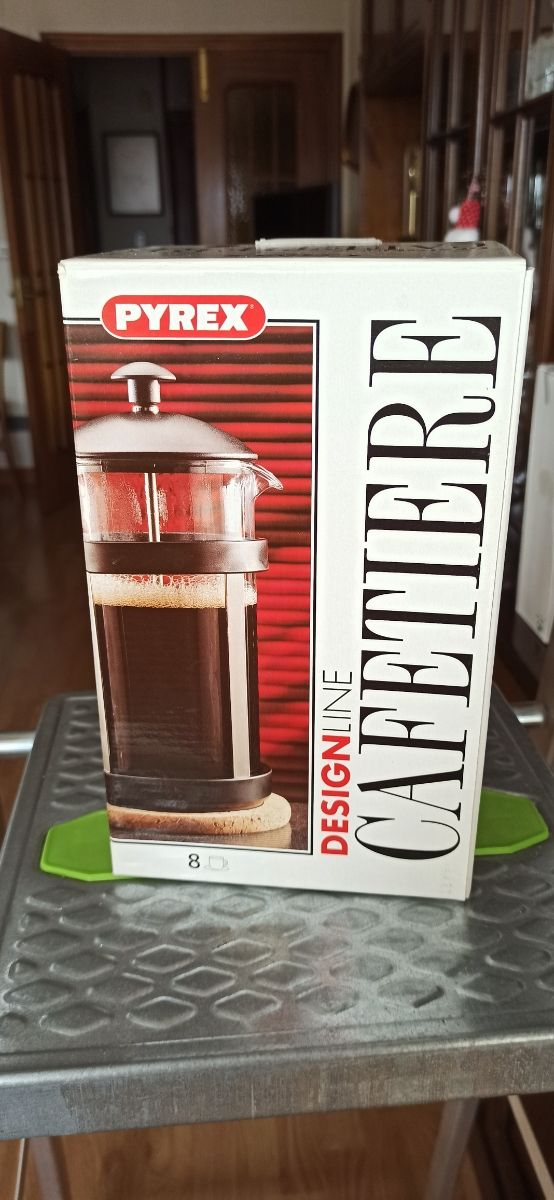 PYREX
DESIGNLINE
CAFETIERE
8